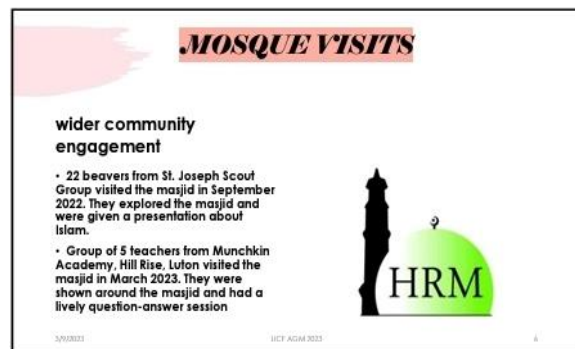 MOSQUE VISITS
wider community
engagement
• 22 beavers from St. Joseph Scout
Group visited the masjid in September
2022. They explored the masjid and
were given a presentation about
Islam.
• Group of 5 teachers from Munchkin
Academy, Hill Rise, Luton visited the
masjid in March 2023. They were
shown around the masjid and had a
lively question-answer session
HRM
AGM 2023
6